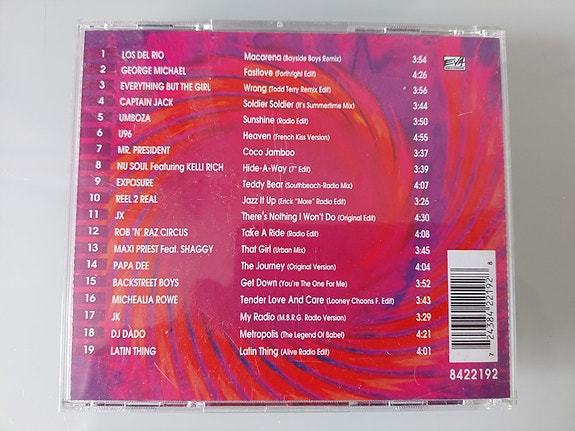 1 LOS DEL RIO Macarena (Bayside Boys Remix) 3:54
2 GEORGE MICHAEL Fastlove (Forthright Edit) 4:26
3 EVERYTHING BUT THE GIRL Wrong (Todd Terry Remix Edit) 3:56
4 CAPTAIN JACK Soldier Soldier (It's Summertime Mix) 3:44
5 UMBOZA Sunshine (Radio Edit) 3:50
6 U96 Heaven (French Kiss Version) 4:55
7 MR. PRESIDENT Coco Jamboo 3:37
8 NU SOUL Featuring KELLI RICH Hide-A-Way (7" Edit) 3:39
9 EXPOSURE Teddy Bear (Southbeach-Radio Mix) 4:07
10 REEL 2 REAL Jazz It Up (Erick "More" Radio Edit) 3:26
11 JX There's Nothing I Won't Do (Original Edit) 4:30
12 ROB 'N' RAZ CIRCUS Take A Ride (Radio Edit) 4:08
13 MAXI PRIEST Feat. SHAGGY That Girl (Urban Mix) 3:45
14 PAPA DEE The Journey (Original Version) 4:04
15 BACKSTREET BOYS Get Down (You're The One For Me) 3:52
16 MICHEALIA ROWE Tender Love And Care (Looney Choons F. Edit) 3:43
17 JK My Radio (M.B.R.G. Radio Version) 3:29
18 DJ DADO Metropolis (The Legend Of Babel) 4:21
19 LATIN THING Latin Thing (Alive Radio Edit) 4:01
EVA
7 24384 22192 8
8422192